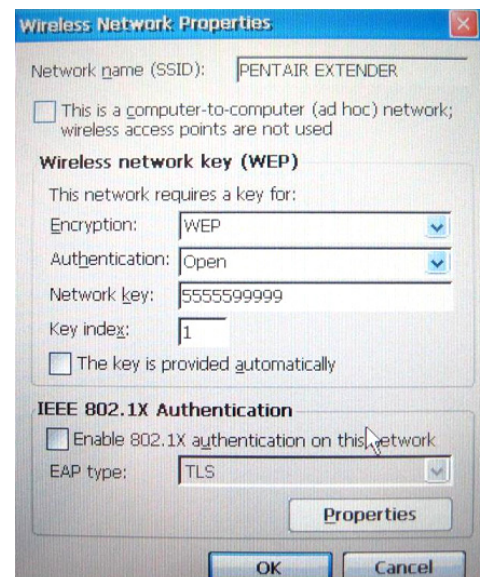 Wireless Network Properties
Network name (SSID): PENTAIR EXTENDER
This is a computer-to-computer (ad hoc) network;
wireless access points are not used
Wireless network key (WEP)
This network requires a key for:
Encryption: WEP
Authentication: Open
Network key: 5555599999
Key index: 1
The key is provided automatically
IEEE 802.1X Authentication
Enable 802.1X authentication on this network
EAP type: TLS
Properties
OK Cancel